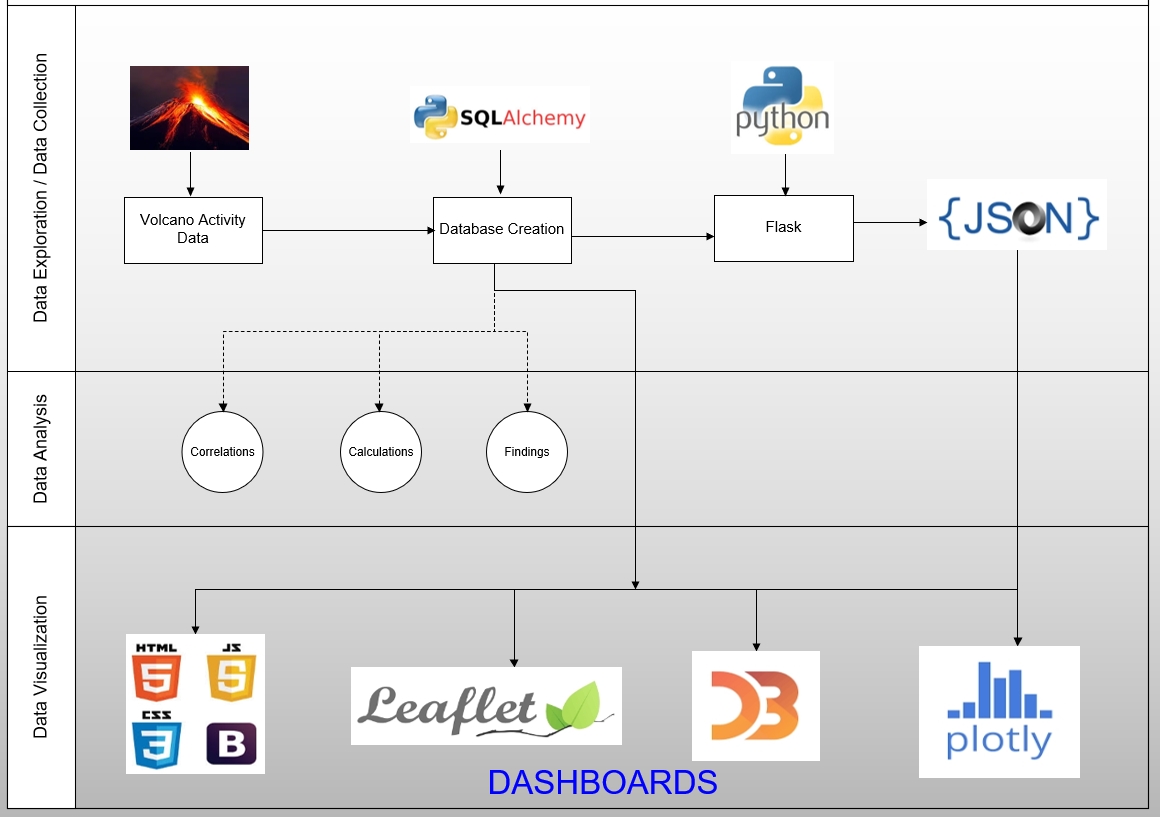 Data Exploration / Data Collection
SQLAlchemy
python
Volcano Activity
Data
Database Creation
Flask
{JSON}
Data Analysis
Correlations
Calculations
Findings
Data Visualization
HTML
5
JS
5
CSS
3
B
Leaflet
D3
plotly
DASHBOARDS